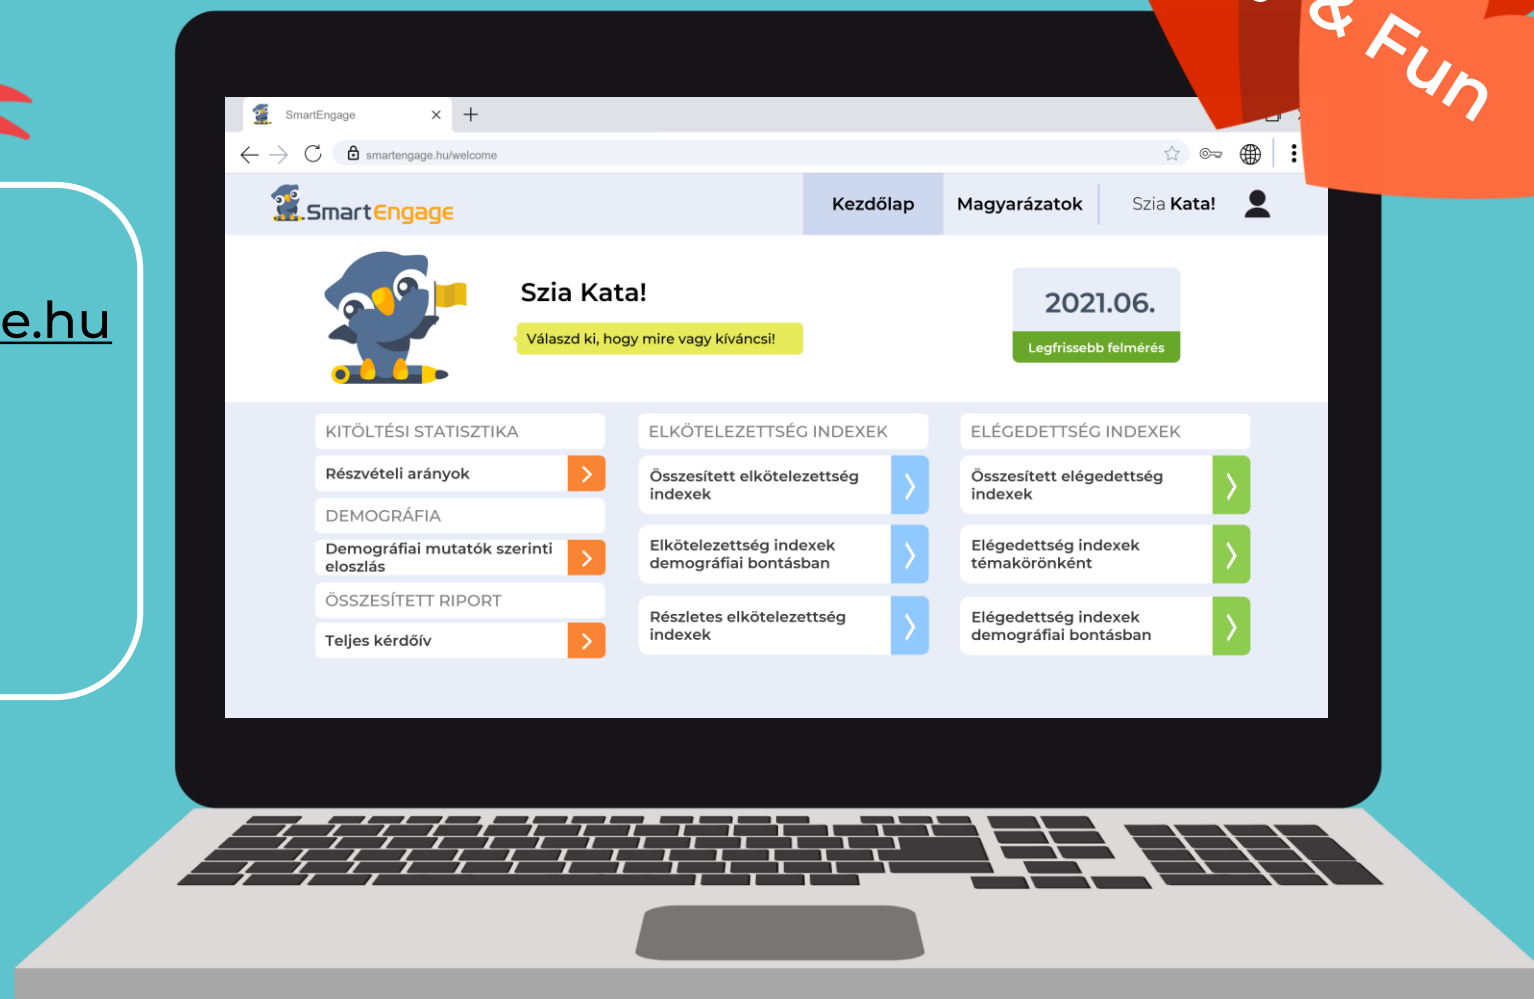 & Fun
SmartEngage
smartengage.hu/welcome
SmartEngage
Kezdőlap
Magyarázatok
Szia Kata!
e.hu
Szia Kata!
Válaszd ki, hogy mire vagy kíváncsi!
2021.06.
Legfrissebb felmérés
KITÖLTÉSI STATISZTIKA
Részvételi arányok
DEMOGRÁFIA
Demográfiai mutatók szerinti
eloszlás
ÖSSZESÍTETT RIPORT
Teljes kérdőív
ELKÖTELEZETTSÉG INDEXEK
Összesített elkötelezettség
indexek
Elkötelezettség indexek
demográfiai bontásban
Részletes elkötelezettség
indexek
ELÉGEDETTSÉG INDEXEK
Összesített elégedettség
indexek
Elégedettség indexek
témakörönként
Elégedettség indexek
demográfiai bontásban